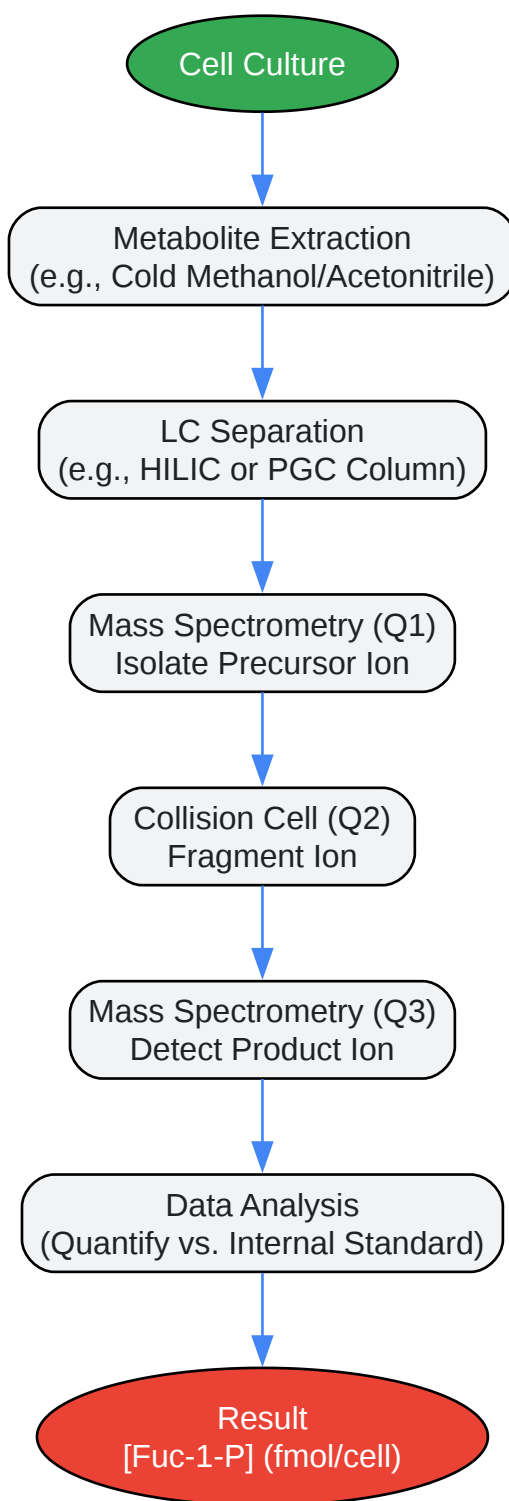 Cell Culture
Metabolite Extraction
(e.g., Cold Methanol/Acetonitrile)
LC Separation
(e.g., HILIC or PGC Column)
Mass Spectrometry (Q1)
Isolate Precursor Ion
Collision Cell (Q2)
Fragment Ion
Mass Spectrometry (Q3)
Detect Product Ion
Data Analysis
(Quantify vs. Internal Standard)
Result
[Fuc-1-P] (fmol/cell)